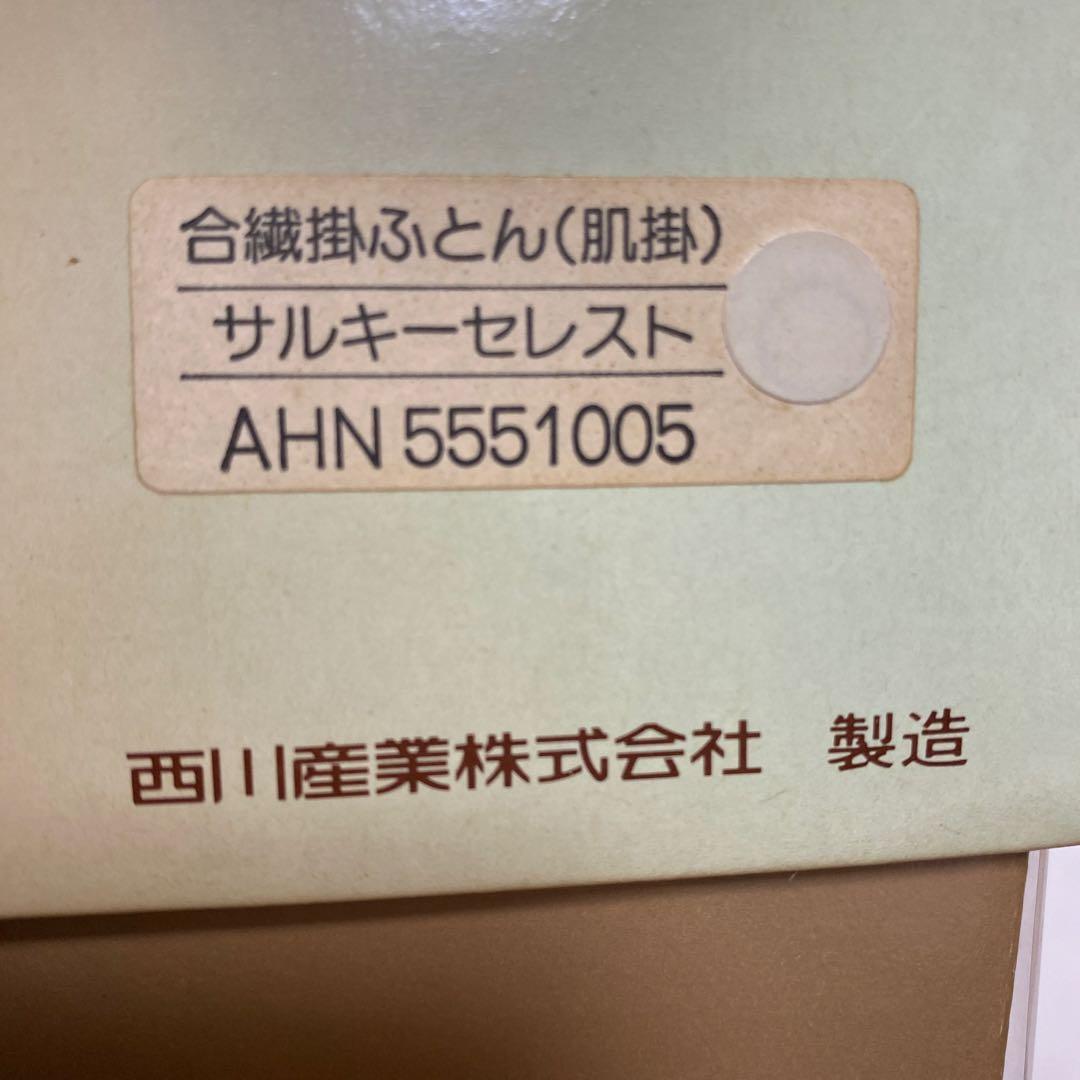 合繊掛ふとん(肌掛)
サルキーセレスト
AHN 5551005
西川産業株式会社 製造